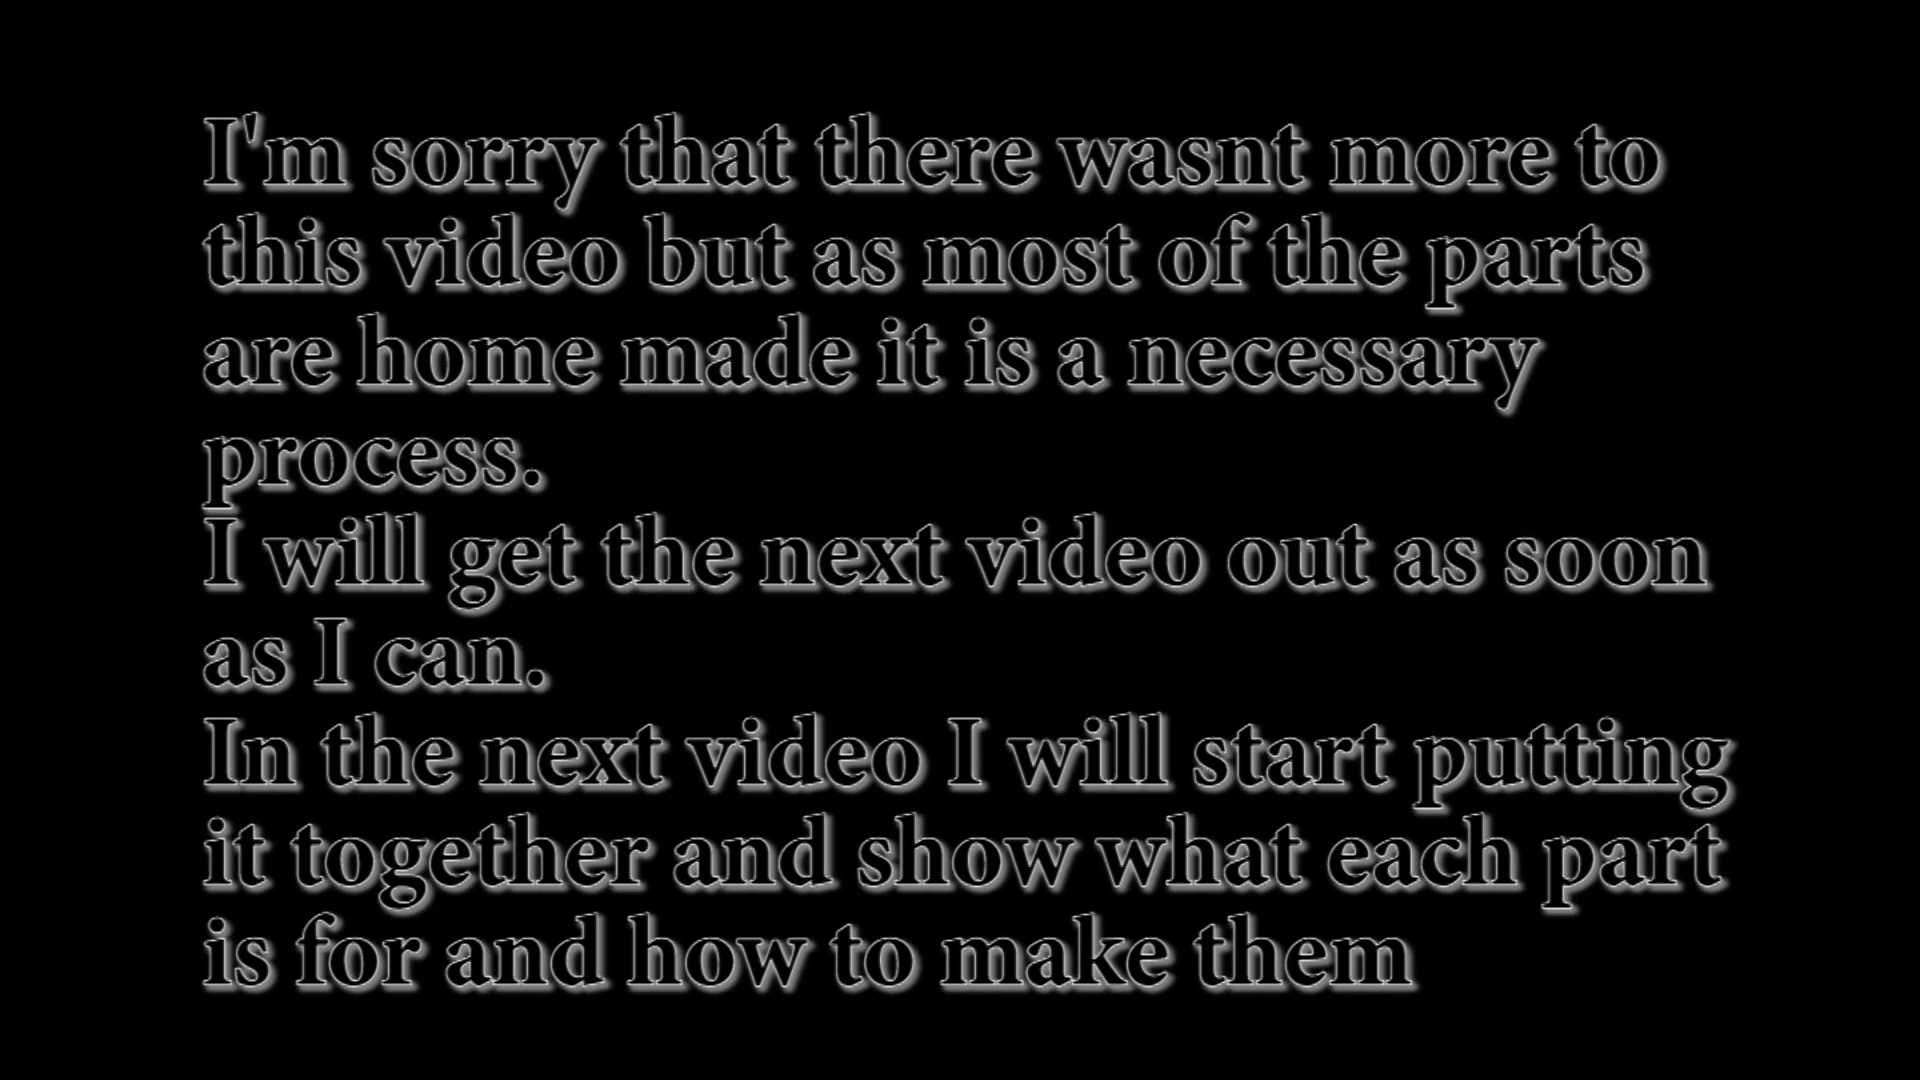 I'm sorry that there wasnt more to
this video but as most of the parts
are home made it is a necessary
process.
I will get the next video out as soon
as I can.
In the next video I will start putting
it together and show what each part
is for and how to make them